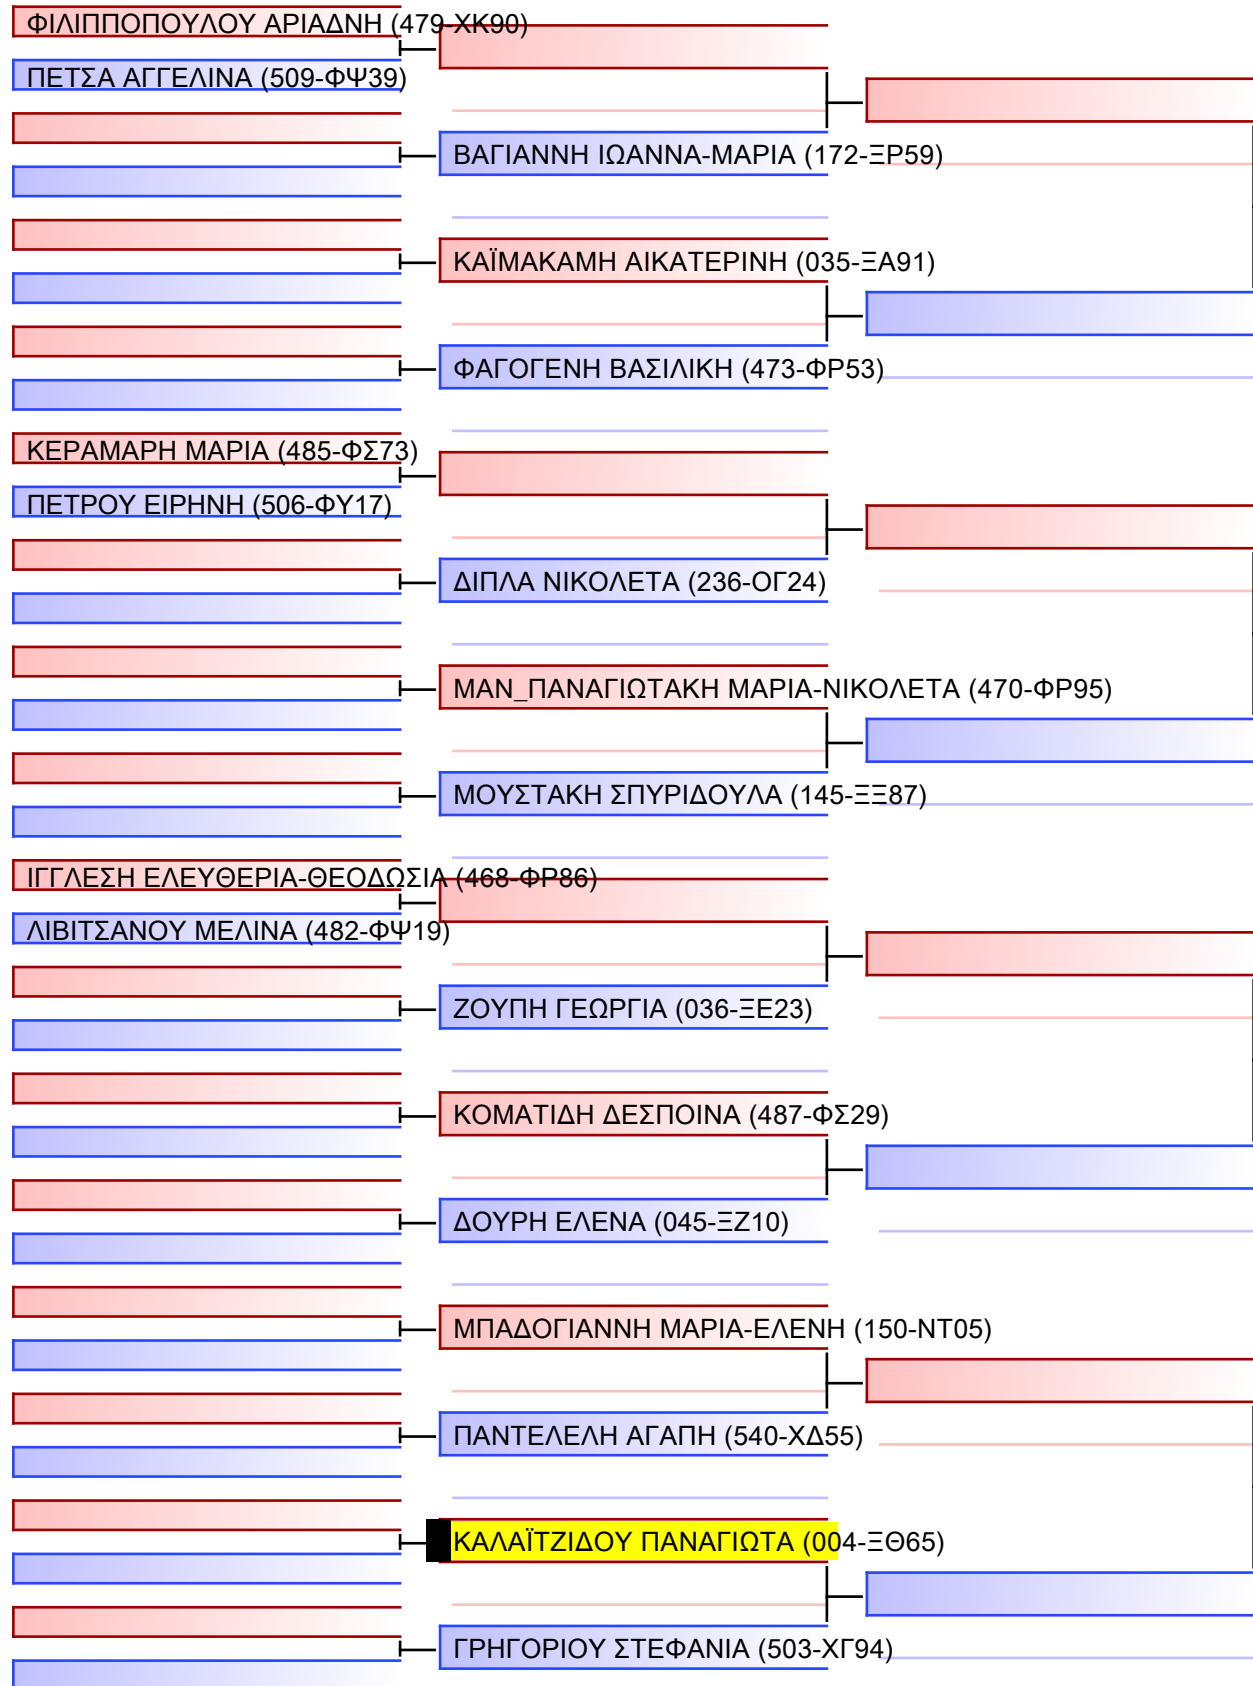 ΦΙΛΙΠΠΟΠΟΥΛΟΥ ΑΡΙΑΔΝΗ (479-ΧΚ90)
ΠΕΤΣΑ ΑΓΓΕΛΙΝΑ (509-ΦΨ39)
ΒΑΓΙΑΝΝΗ ΙΩΑΝΝΑ-ΜΑΡΙΑ (172-ΞΡ59)
ΚΑΪΜΑΚΑΜΗ ΑΙΚΑΤΕΡΙΝΗ (035-ΞΑ91)
ΦΑΓΟΓΕΝΗ ΒΑΣΙΛΙΚΗ (473-ΦΡ53)
ΚΕΡΑΜΑΡΗ ΜΑΡΙΑ (485-ΦΣ73)
ΠΕΤΡΟΥ ΕΙΡΗΝΗ (506-ΦΥ17)
ΔΙΠΛΑ ΝΙΚΟΛΕΤΑ (236-ΟΓ24)
ΜΑΝ_ΠΑΝΑΓΙΩΤΑΚΗ ΜΑΡΙΑ-ΝΙΚΟΛΕΤΑ (470-ΦΡ95)
ΜΟΥΣΤΑΚΗ ΣΠΥΡΙΔΟΥΛΑ (145-ΞΞ87)
ΙΓΓΛΕΣΗ ΕΛΕΥΘΕΡΙΑ-ΘΕΟΔΩΣΙΑ (468-ΦΡ86)
ΛΙΒΙΤΣΑΝΟΥ ΜΕΛΙΝΑ (482-ΦΨ19)
ΖΟΥΠΗ ΓΕΩΡΓΙΑ (036-ΞΕ23)
ΚΟΜΑΤΙΔΗ ΔΕΣΠΟΙΝΑ (487-ΦΣ29)
ΔΟΥΡΗ ΕΛΕΝΑ (045-ΞΖ10)
ΜΠΑΔΟΓΙΑΝΝΗ ΜΑΡΙΑ-ΕΛΕΝΗ (150-ΝΤ05)
ΠΑΝΤΕΛΕΛΗ ΑΓΑΠΗ (540-ΧΔ55)
ΚΑΛΑΪΤΖΙΔΟΥ ΠΑΝΑΓΙΩΤΑ (004-ΞΘ65)
ΓΡΗΓΟΡΙΟΥ ΣΤΕΦΑΝΙΑ (503-ΧΓ94)